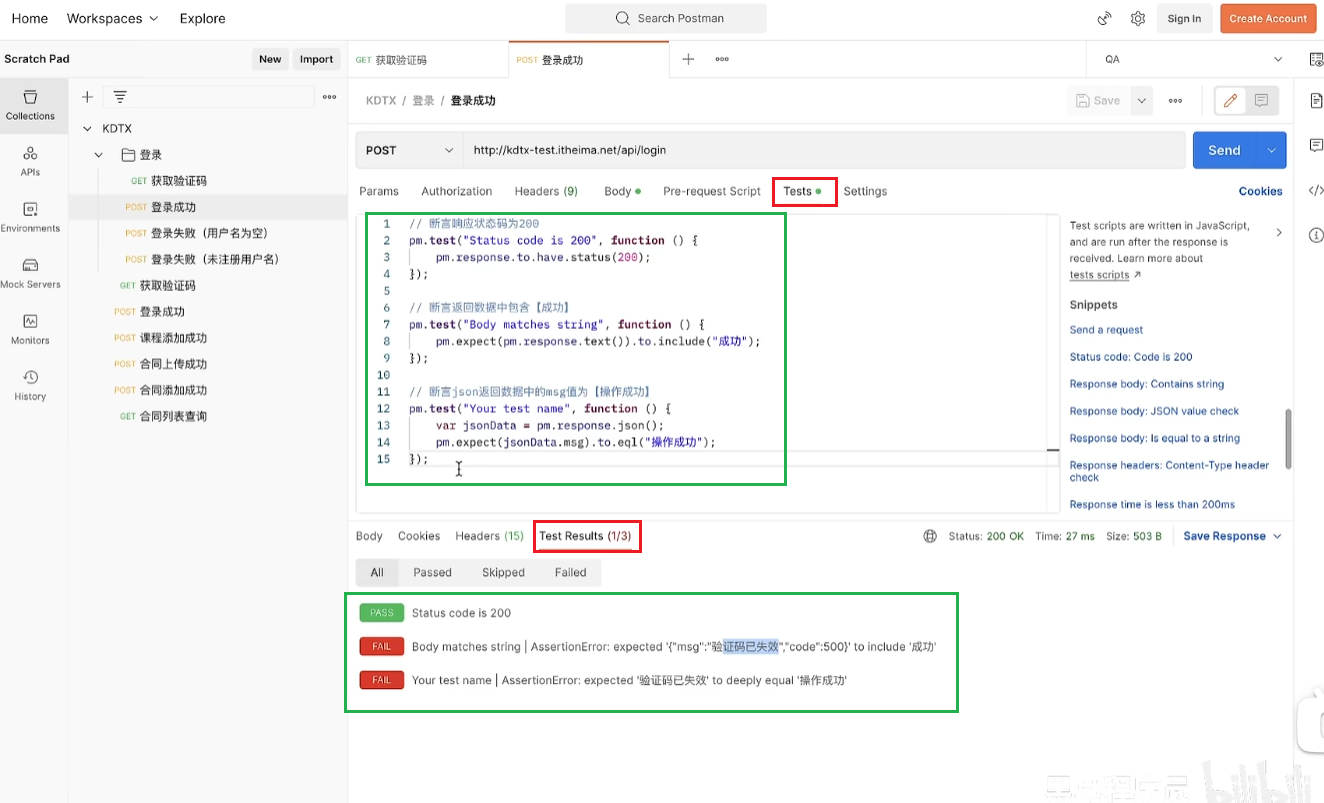 Home Workspaces Explore Search Postman Sign In Create Account
Scratch Pad New Import GET 获取验证码 POST 登录成功 QA
Collections
APIs
Environments
Mock Servers
Monitors
History
KDTX
登录
GET 获取验证码
POST 登录成功
POST 登录失败（用户名为空）
POST 登录失败（未注册用户名）
GET 获取验证码
POST 登录成功
POST 课程添加成功
POST 合同上传成功
POST 合同添加成功
GET 合同列表查询
KDTX / 登录 / 登录成功 Save
POST http://kdtx-test.itheima.net/api/login Send
Params Authorization Headers (9) Body Pre-request Script Tests Settings Cookies
1 // 断言响应状态码为200
2 pm.test("Status code is 200", function () {
3 pm.response.to.have.status(200);
4 });
5
6 // 断言返回数据中包含【成功】
7 pm.test("Body matches string", function () {
8 pm.expect(pm.response.text()).to.include("成功");
9 });
10
11 // 断言json返回数据中的msg值为【操作成功】
12 pm.test("Your test name", function () {
13 var jsonData = pm.response.json();
14 pm.expect(jsonData.msg).to.eql("操作成功");
15 });
Test scripts are written in JavaScript,
and are run after the response is
received. Learn more about
tests scripts
Snippets
Send a request
Status code: Code is 200
Response body: Contains string
Response body: JSON value check
Response body: Is equal to a string
Response headers: Content-Type header
check
Response time is less than 200ms
Body Cookies Headers (15) Test Results (1/3) Status: 200 OK Time: 27 ms Size: 503 B Save Response
All Passed Skipped Failed
PASS Status code is 200
FAIL Body matches string | AssertionError: expected '{"msg":"验证码已失效","code":500}' to include '成功'
FAIL Your test name | AssertionError: expected '验证码已失效' to deeply equal '操作成功'
bilibili